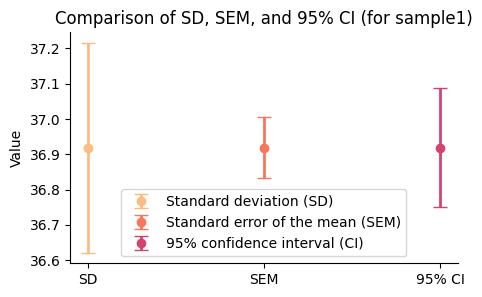 Comparison of SD, SEM, and 95% CI (for sample1)
37.2
37.1
37.0
36.9
36.8
36.7
36.6
Value
Standard deviation (SD)
Standard error of the mean (SEM)
95% confidence interval (CI)
SD
SEM
95% CI